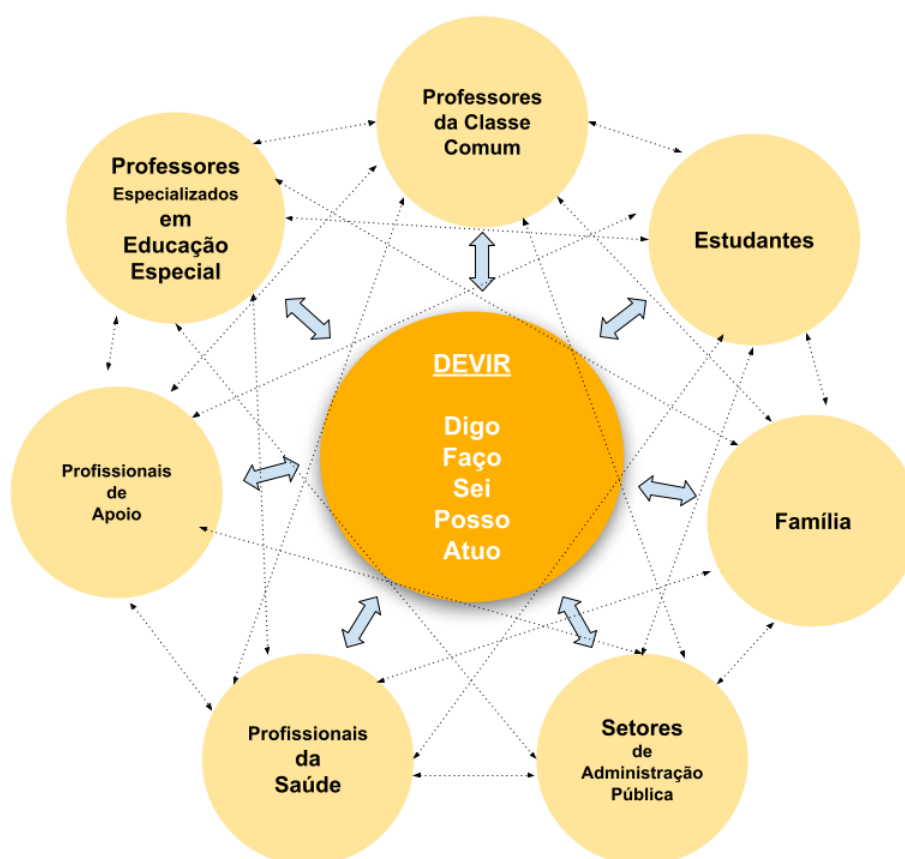 Professores
da Classe
Comum
Professores
Especializados
em
Educação
Especial
Estudantes
DEVIR
Digo
Faço
Sei
Posso
Atuo
Profissionais
de
Apoio
Família
Profissionais
da
Saúde
Setores
de
Administração
Pública